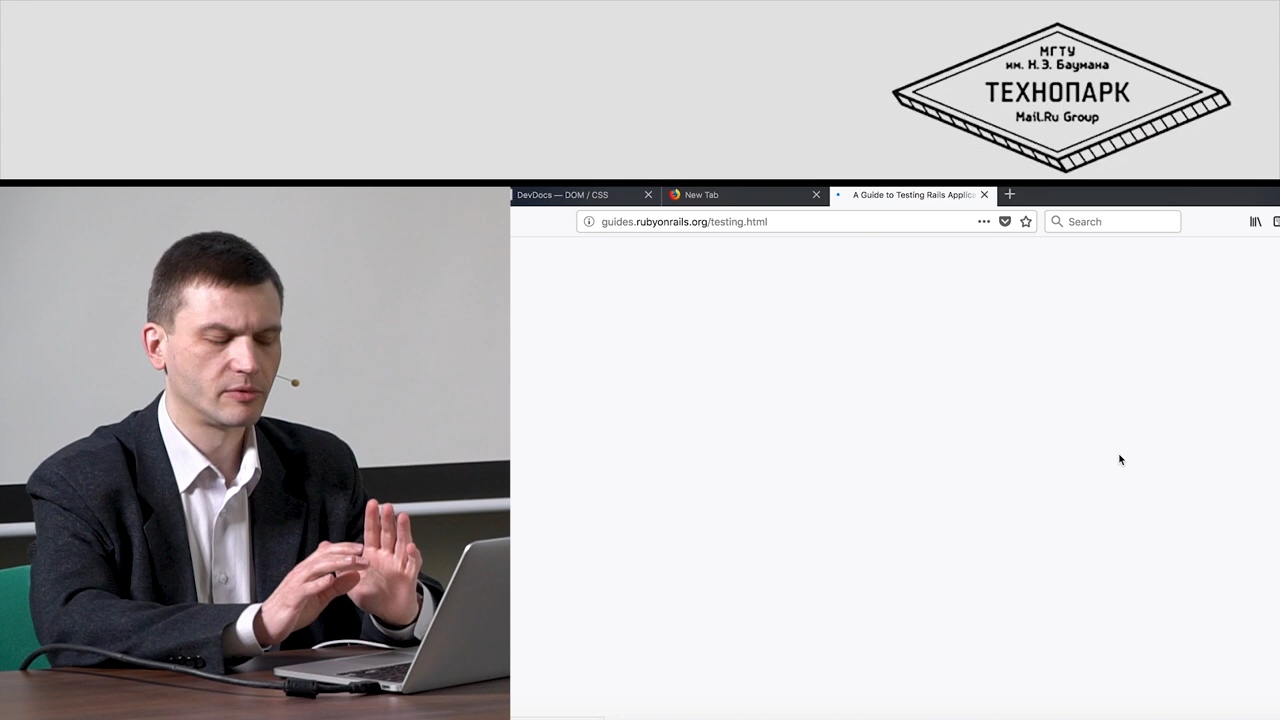 МГТУ
им. Н.Э. Баумана
ТЕХНОПАРК
Mail.Ru Group
DevDocs — DOM / CSS
New Tab
A Guide to Testing Rails Applica
guides.rubyonrails.org/testing.html
Search